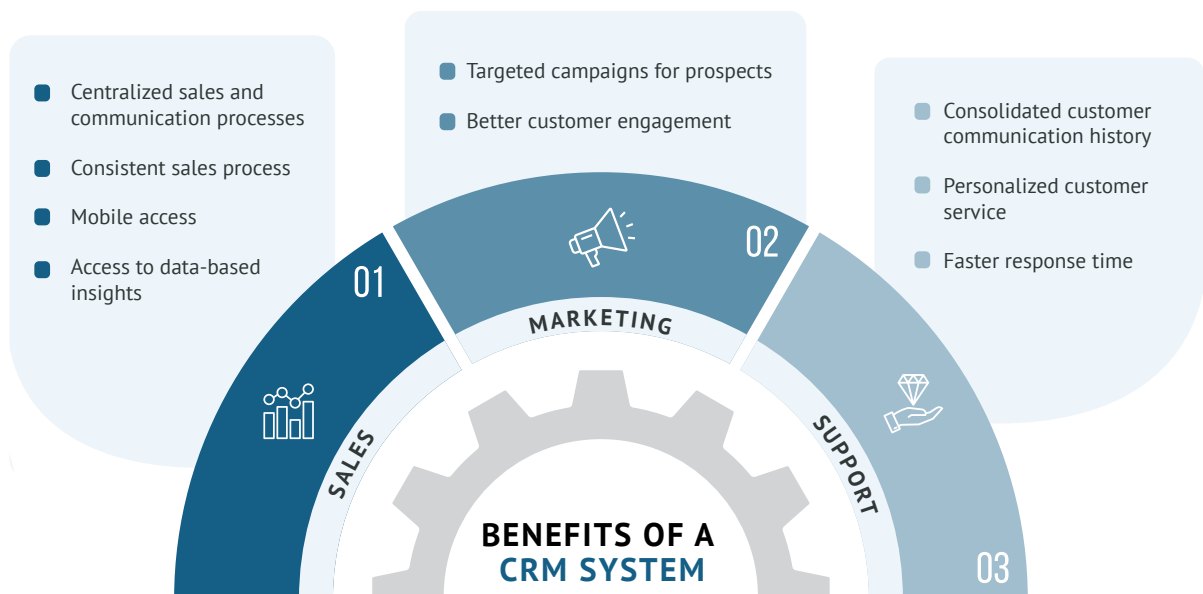 Centralized sales and
communication processes
Consistent sales process
Mobile access
Access to data-based
insights
Targeted campaigns for prospects
Better customer engagement
Consolidated customer
communication history
Personalized customer
service
Faster response time
01
SALES
02
MARKETING
03
SUPPORT
BENEFITS OF A
CRM SYSTEM